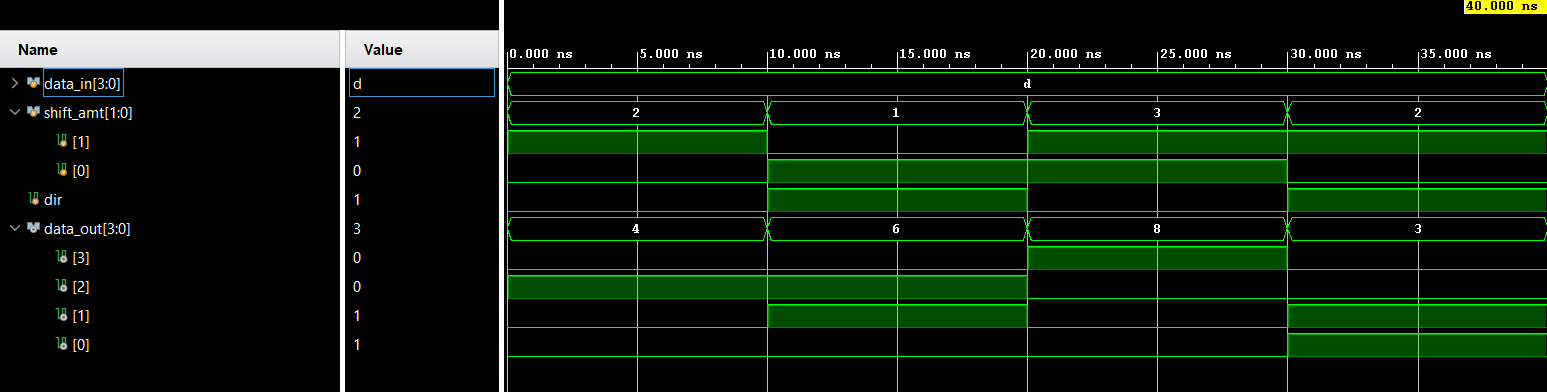 40.000 ns
Name Value
0.000 ns 5.000 ns 10.000 ns 15.000 ns 20.000 ns 25.000 ns 30.000 ns 35.000 ns
data_in[3:0] d d
shift_amt[1:0] 2 2 1 3 2
[1] 1
[0] 0
dir 1
data_out[3:0] 3 4 6 8 3
[3] 0
[2] 0
[1] 1
[0] 1